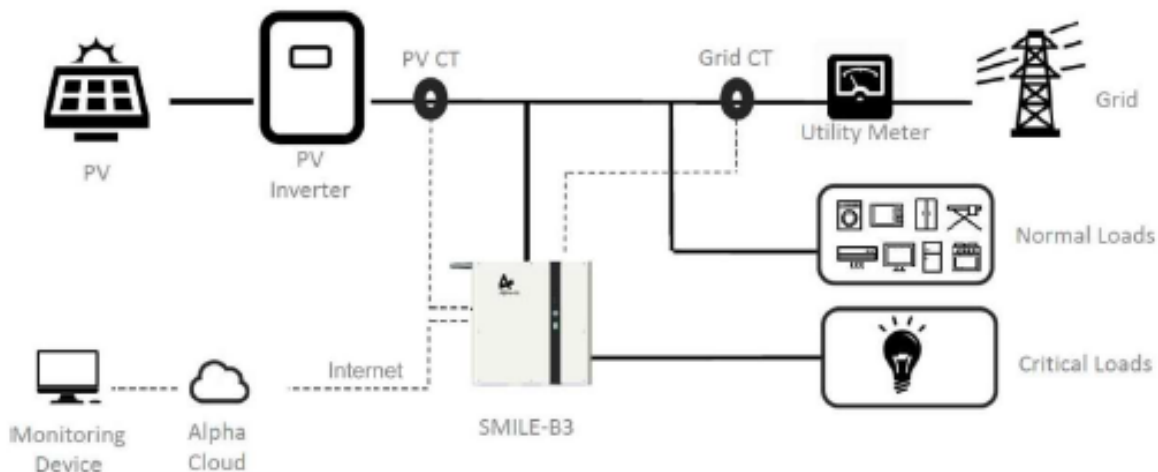 PV CT
Grid CT
Utility Meter
Grid
PV
PV
Inverter
Normal Loads
Internet
Critical Loads
SMILE-B3
Monitoring
Device
Alpha
Cloud